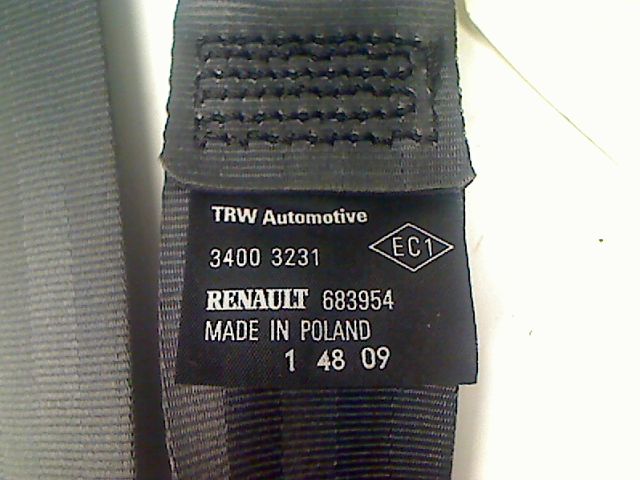 TRW Automotive
3400 3231 EC1
RENAULT 683954
MADE IN POLAND
1 48 09